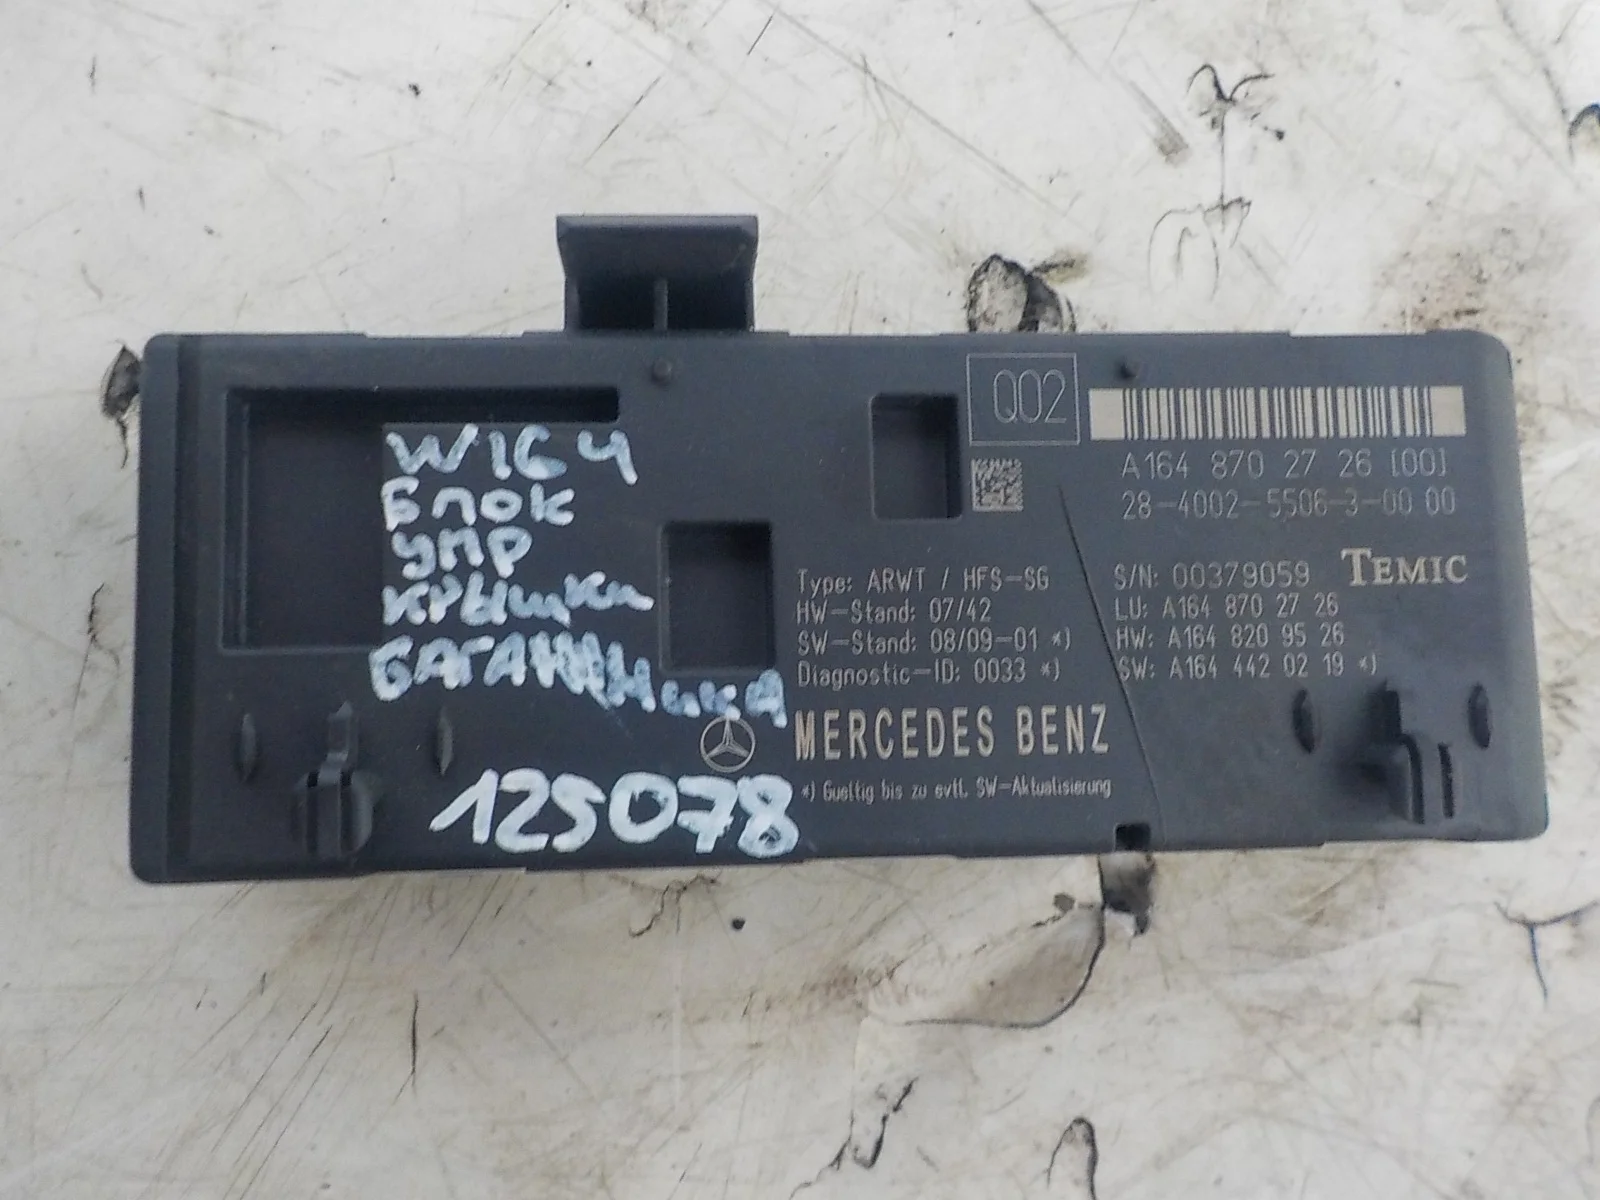 W164
Блок
упр
крышки
Багажника
125078
Q02
A164 870 27 26 [00]
28-4002-5506-3-00 00
TEMIC
Type: ARWT / HFS-SG
HW-Stand: 07/42
SW-Stand: 08/09-01 *)
Diagnostic-ID: 0033 *)
S/N: 00379059
LU: A164 870 27 26
HW: A164 820 95 26
SW: A164 442 02 19 *)
MERCEDES BENZ
*) Gueltig bis zu evtl. SW-Aktualisierung